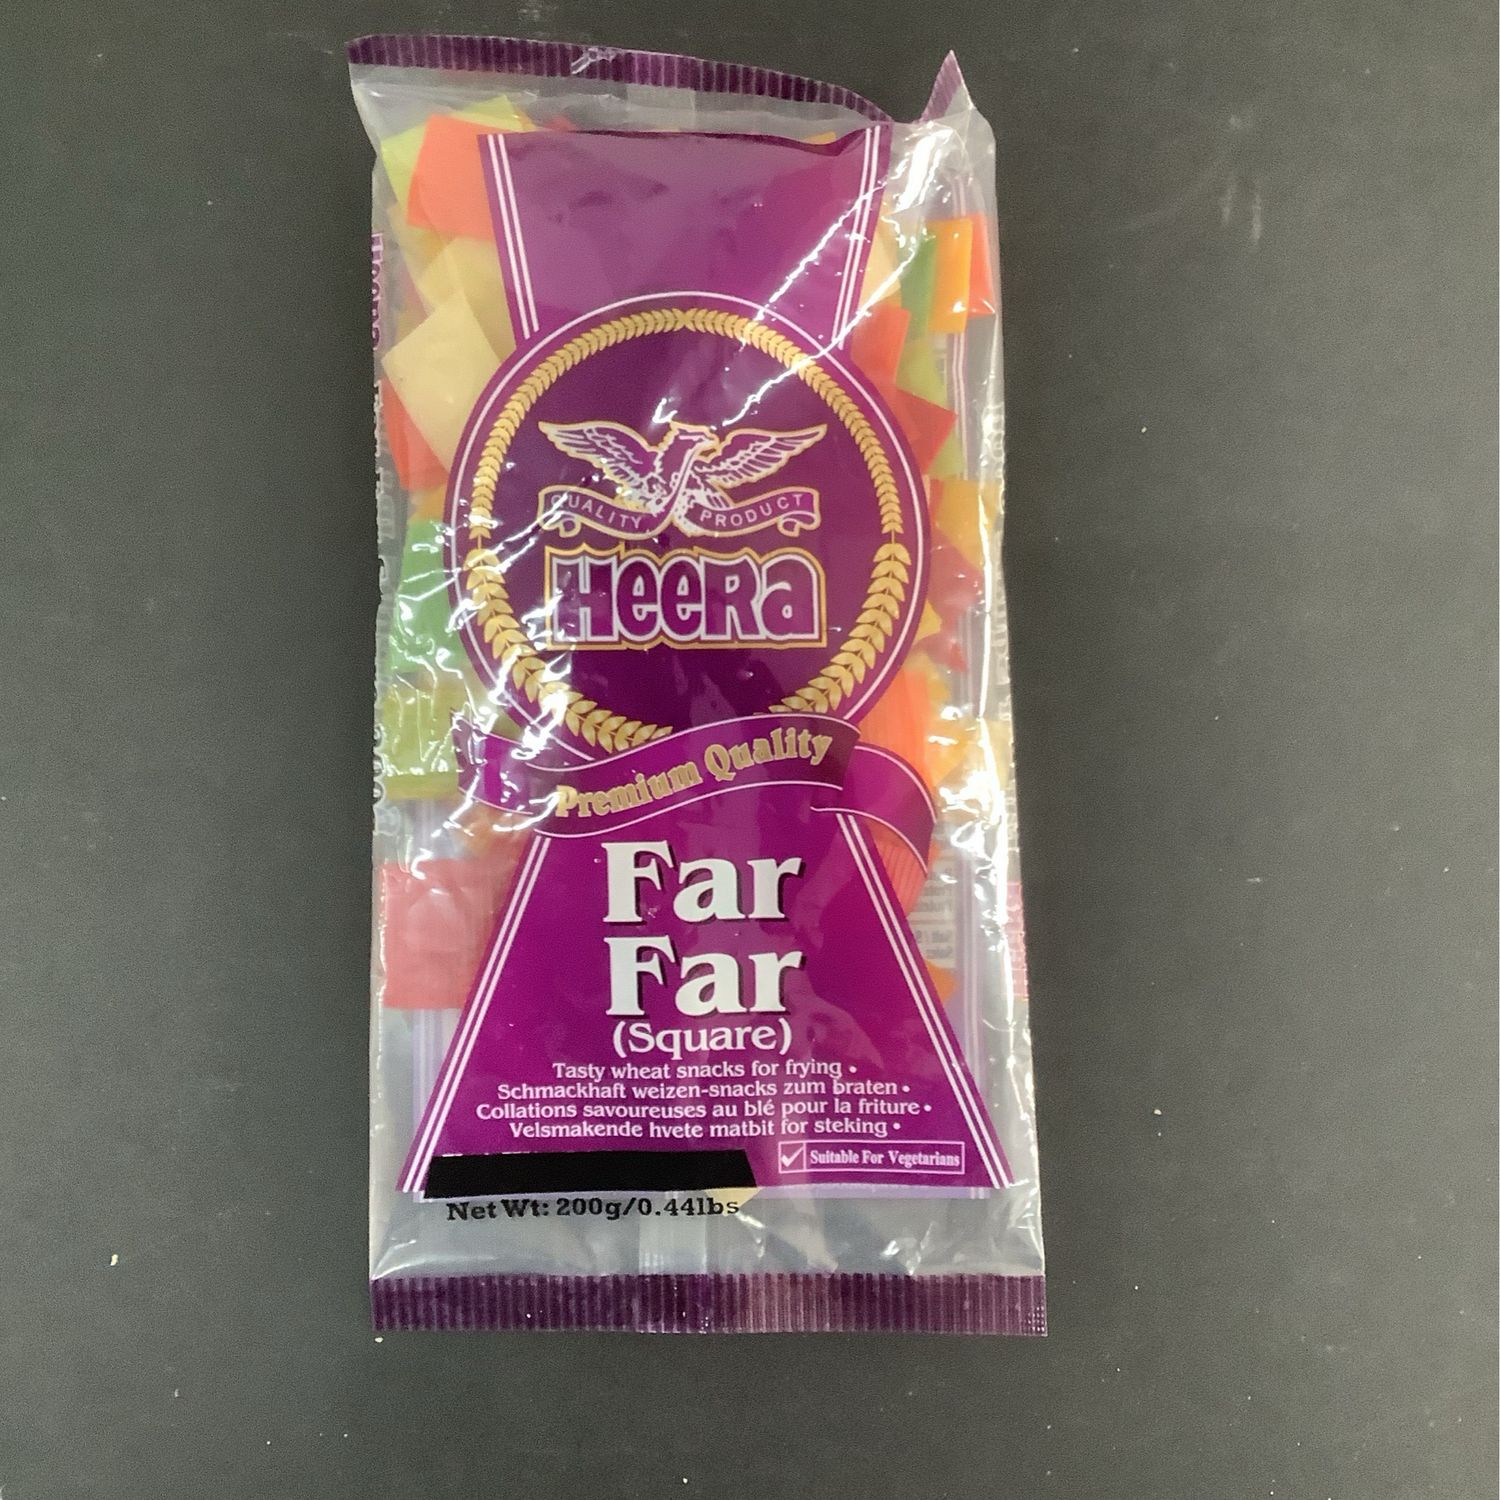 QUALITY PRODUCT
HEERA
Premium Quality
Far
Far
(Square)
Tasty wheat snacks for frying •
Schmackhaft weizen-snacks zum braten •
Collations savoureuses au blé pour la friture •
Velsmakende hvete matbit for steking •
Suitable For Vegetarians
Net Wt: 200g/0.44lbs